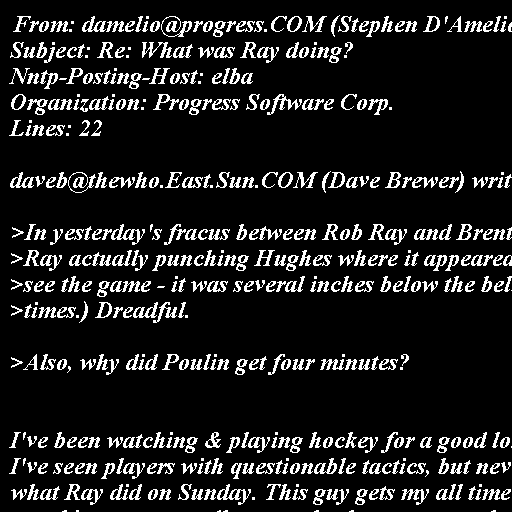 From: damelio@progress.COM (Stephen D'Amelio
Subject: Re: What was Ray doing?
Nntp-Posting-Host: elba
Organization: Progress Software Corp.
Lines: 22

daveb@thewho.East.Sun.COM (Dave Brewer) writ

>In yesterday's fracus between Rob Ray and Brent
>Ray actually punching Hughes where it appeared
>see the game - it was several inches below the bel
>times.) Dreadful.

>Also, why did Poulin get four minutes?

I've been watching & playing hockey for a good lo
I've seen players with questionable tactics, but nev
what Ray did on Sunday. This guy gets my all time